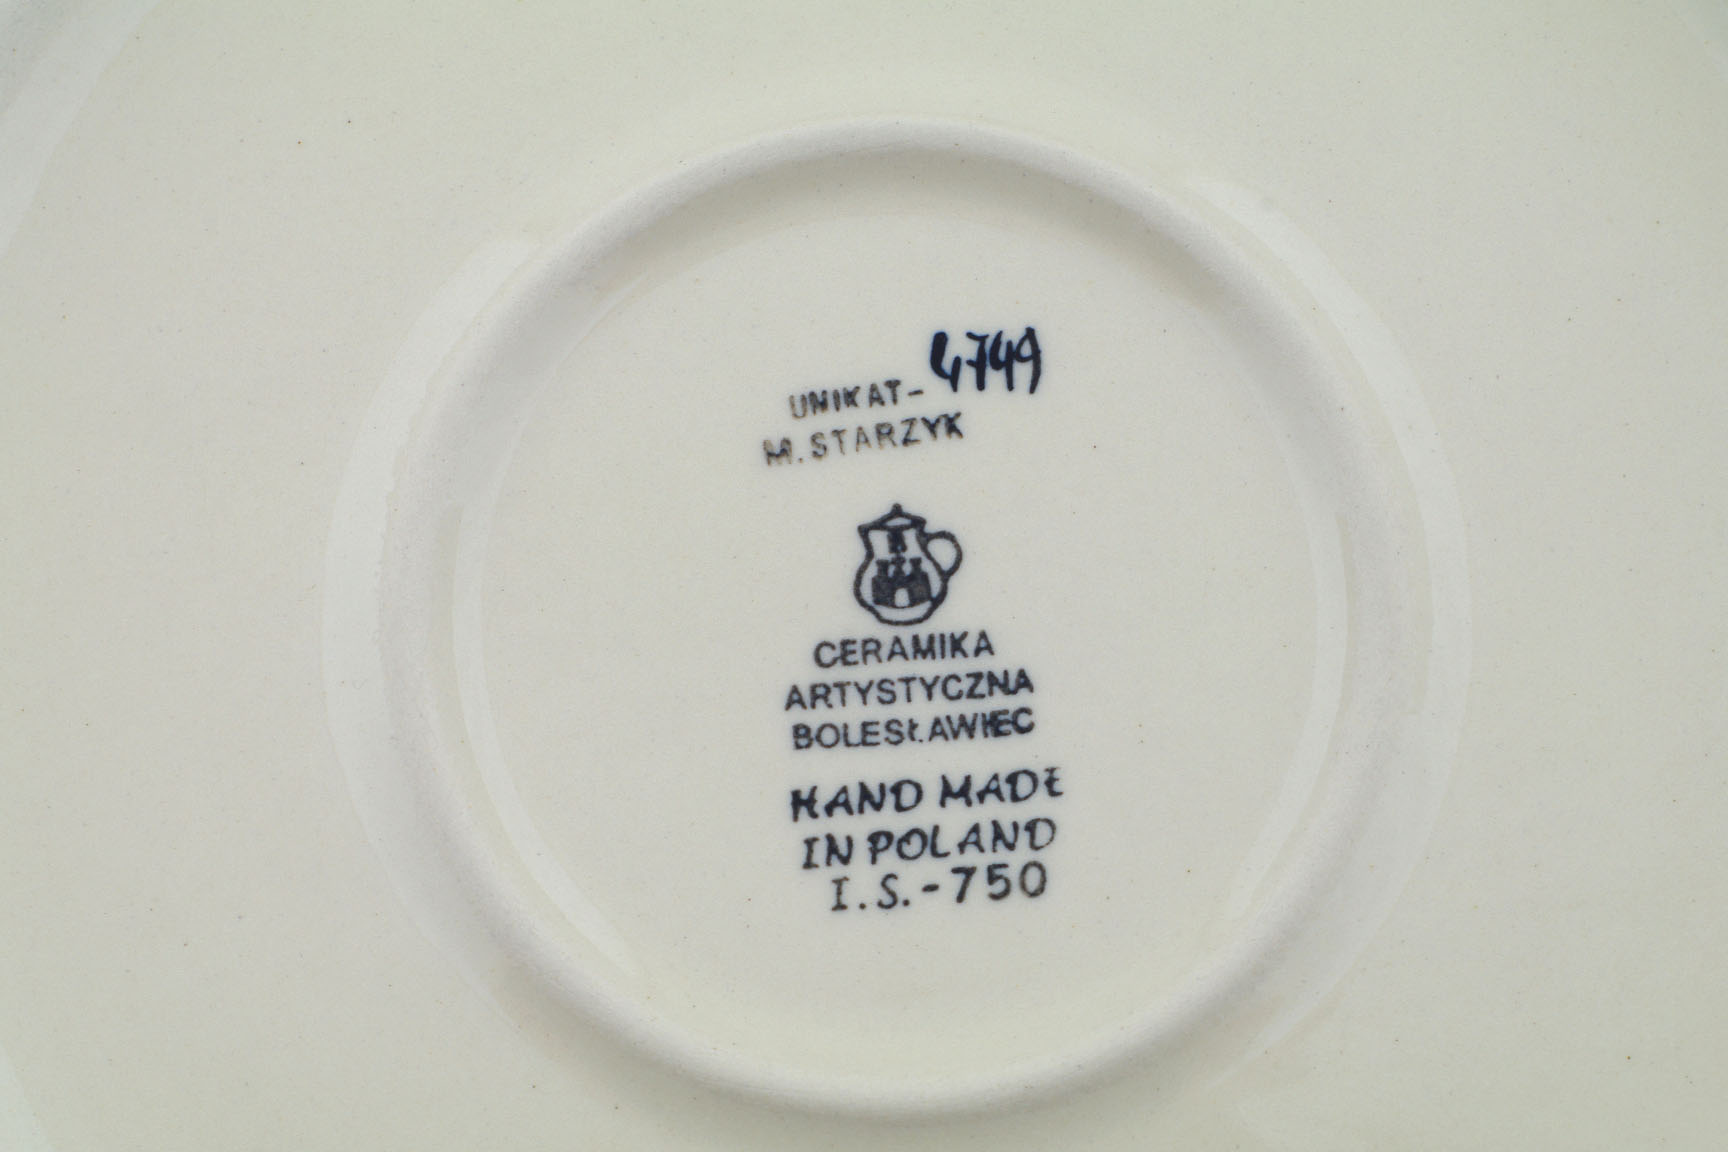 UNIKAT- 4749
M. STARZYK
CERAMIKA
ARTYSTYCZNA
BOLESŁAWIEC
HAND MADE
IN POLAND
I.S.-750